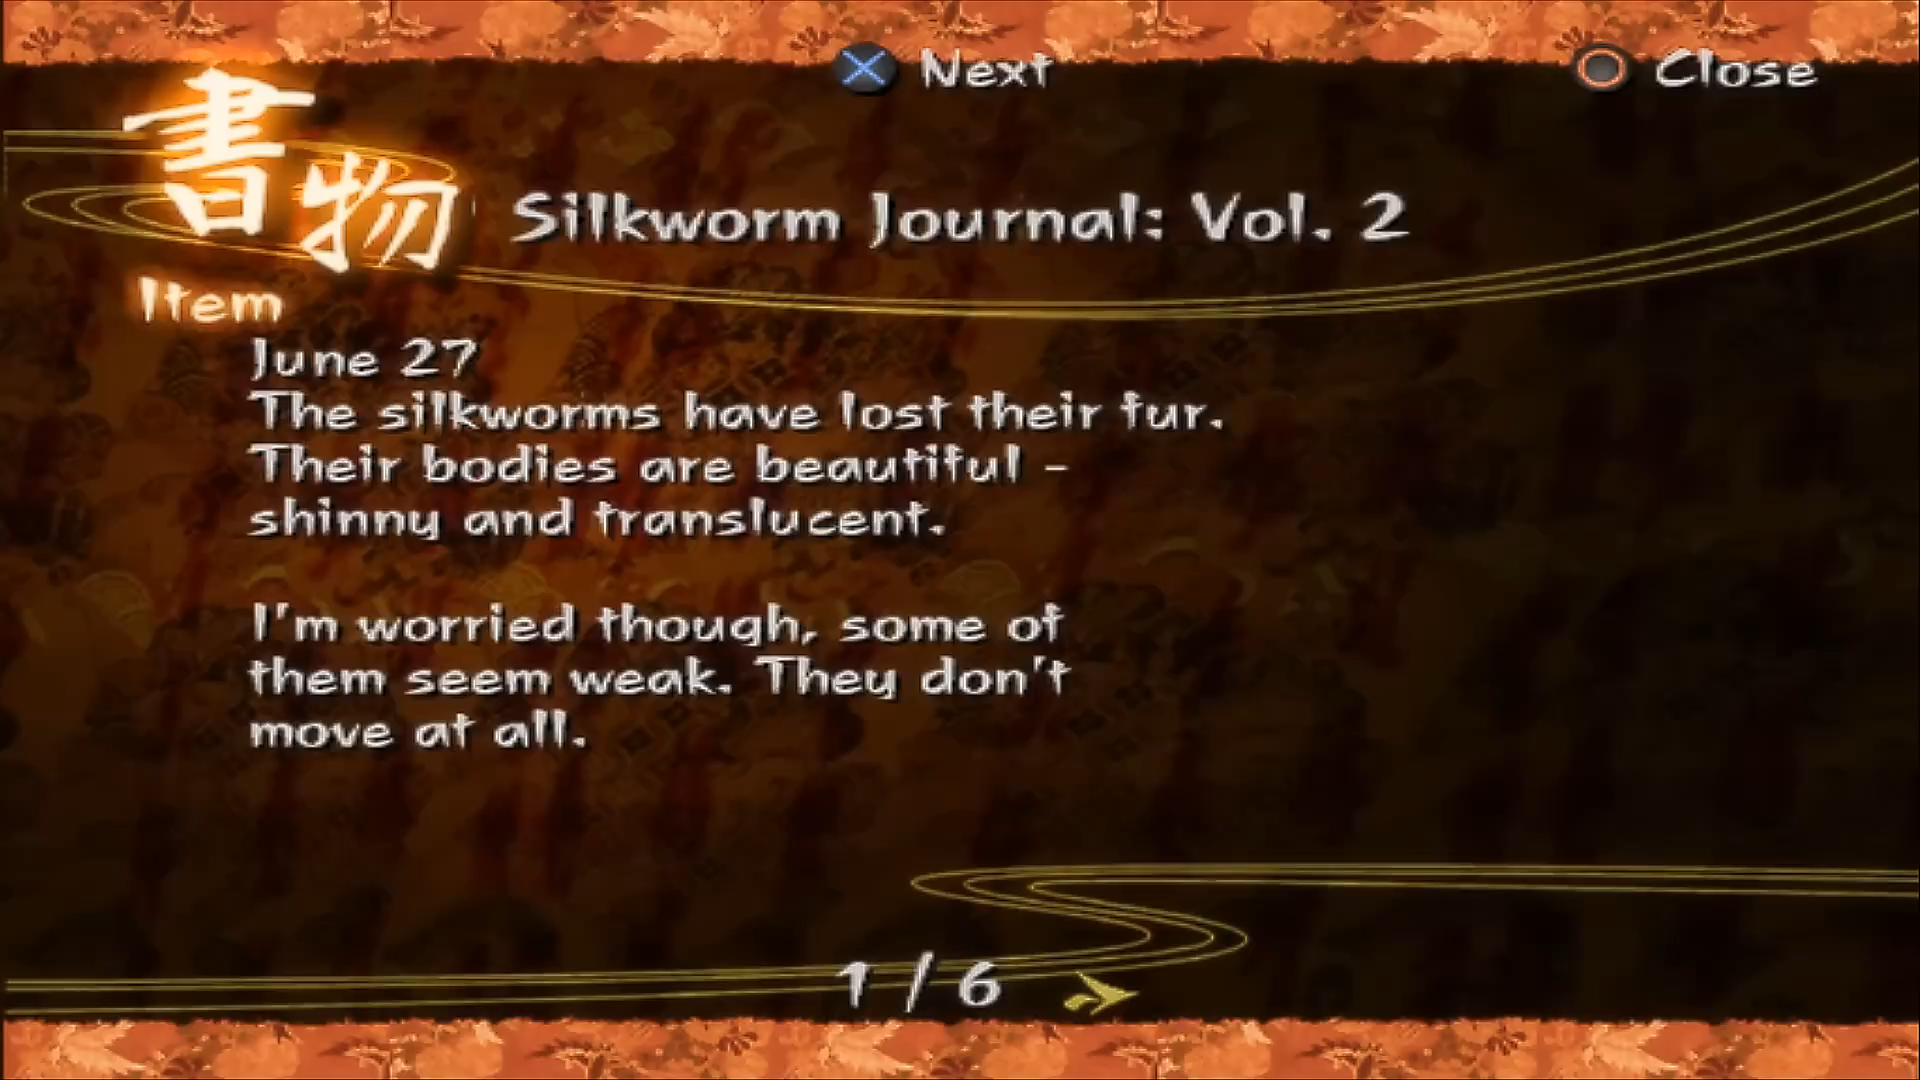 Next
Close
書物
Silkworm Journal: Vol. 2
Item
June 27
The silkworms have lost their fur.
Their bodies are beautiful -
shinny and translucent.
I'm worried though, some of
them seem weak. They don't
move at all.
1 / 6